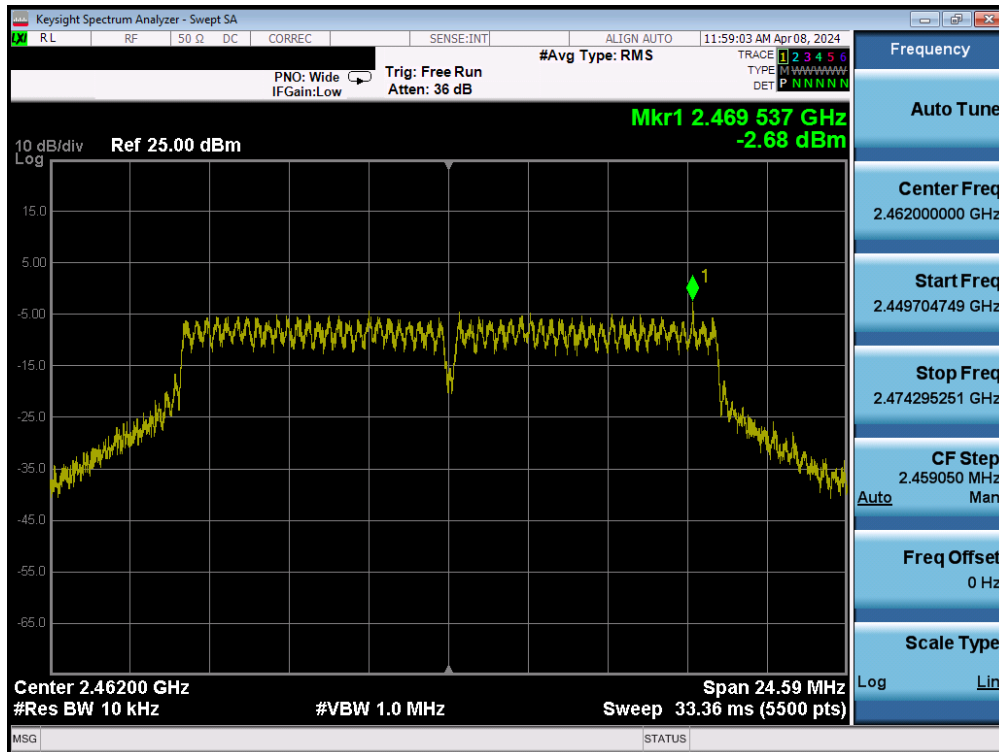 Keysight Spectrum Analyzer - Swept SA
LXI RL RF 50 Ω DC CORREC SENSE:INT ALIGN AUTO 11:59:03 AM Apr 08, 2024
#Avg Type: RMS TRACE 1 2 3 4 5 6
PNO: Wide Trig: Free Run TYPE M WWWWW
IFGain:Low Atten: 36 dB DET P N N N N N
Mkr1 2.469 537 GHz
-2.68 dBm
10 dB/div Ref 25.00 dBm
Log
15.0
5.00
1
-5.00
-15.0
-25.0
-35.0
-45.0
-55.0
-65.0
Center 2.46200 GHz Span 24.59 MHz
#Res BW 10 kHz #VBW 1.0 MHz Sweep 33.36 ms (5500 pts)
MSG STATUS
Frequency
Auto Tune
Center Freq
2.462000000 GHz
Start Freq
2.449704749 GHz
Stop Freq
2.474295251 GHz
CF Step
2.459050 MHz
Auto Man
Freq Offset
0 Hz
Scale Type
Log Lin